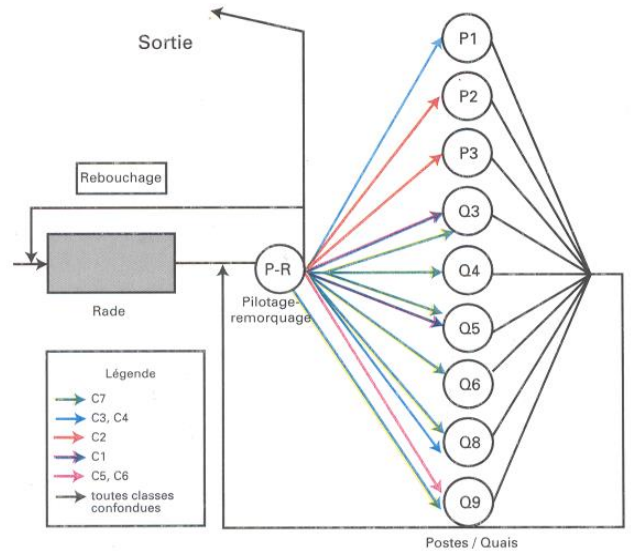 Sortie
Rebouchage
Rade
P-R
Pilotage-
remorquage
P1
P2
P3
Q3
Q4
Q5
Q6
Q8
Q9
Postes / Quais
Légende
C7
C3, C4
C2
C1
C5, C6
toutes classes
confondues